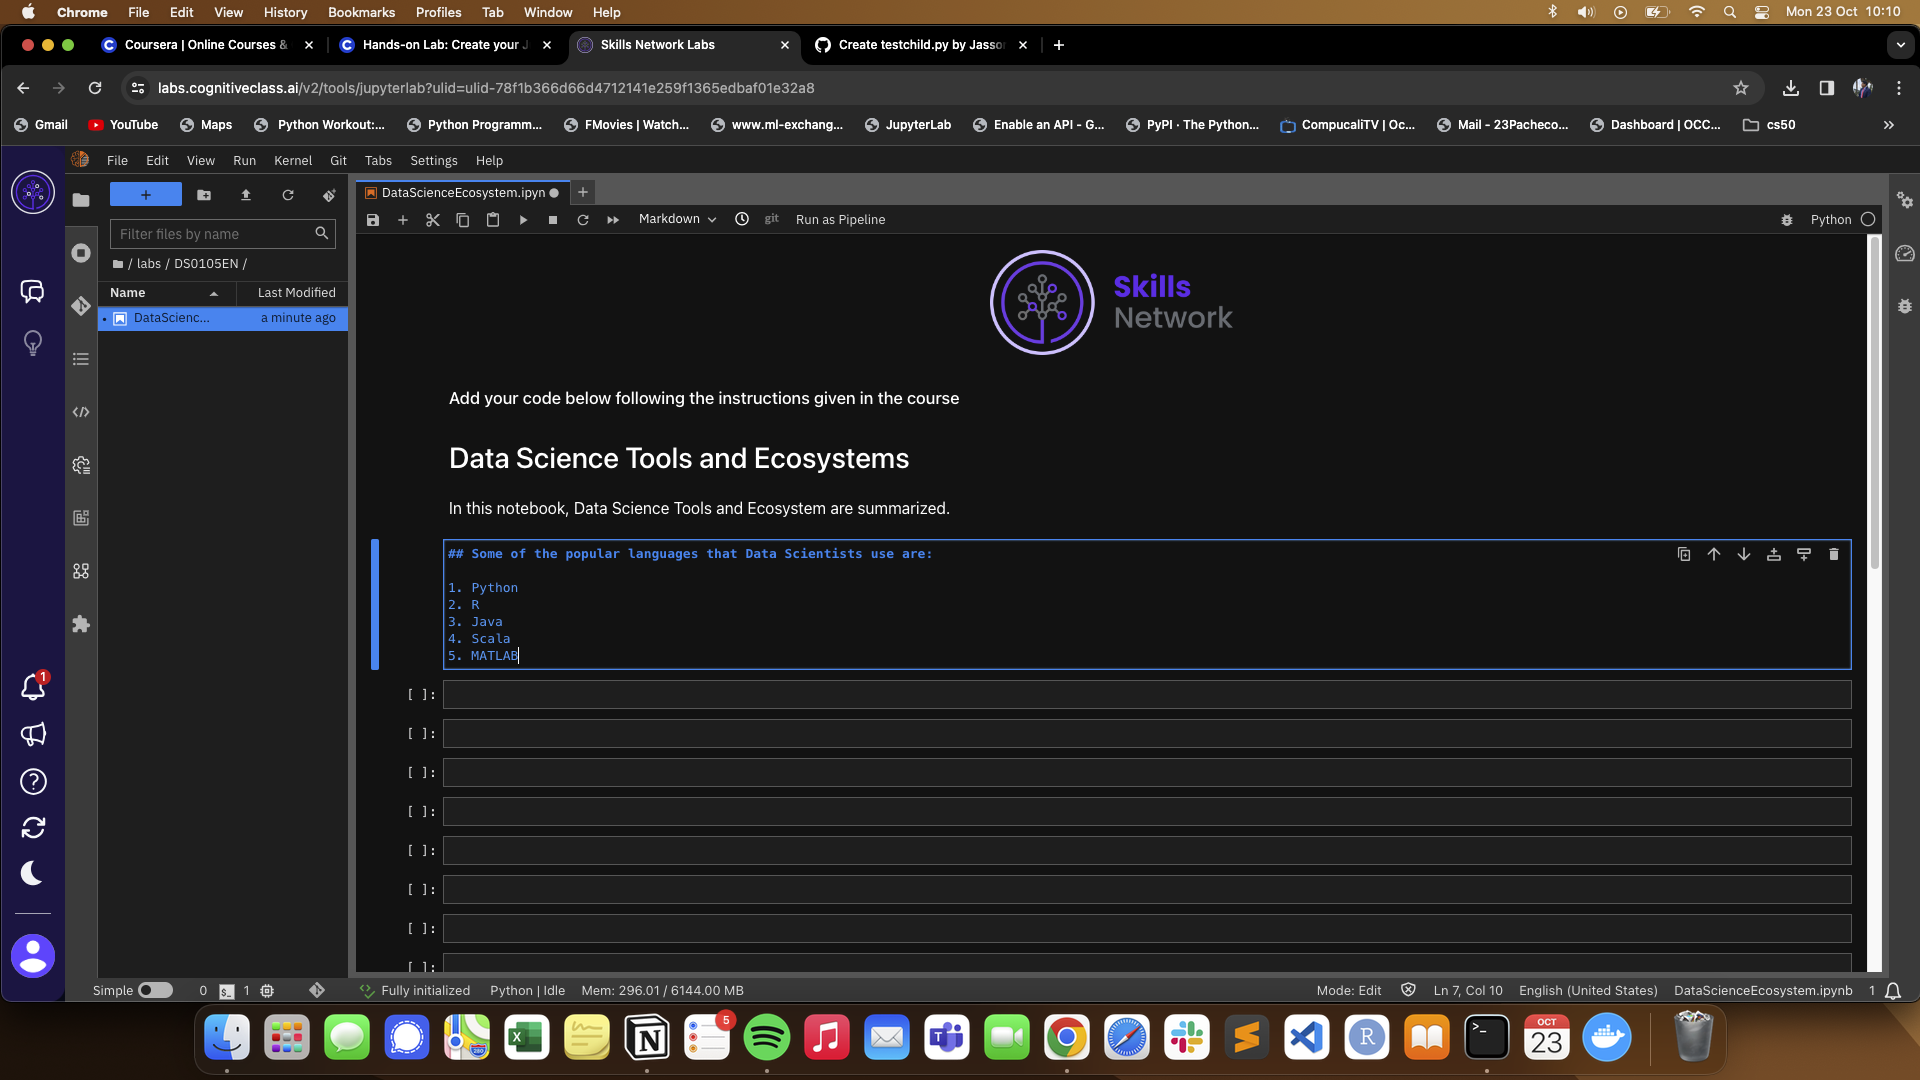 Chrome File Edit View History Bookmarks Profiles Tab Window Help Mon 23 Oct 10:10
Coursera | Online Courses & Hands-on Lab: Create your J Skills Network Labs Create testchild.py by Jasso
labs.cognitiveclass.ai/v2/tools/jupyterlab?ulid=ulid-78f1b366d66d4712141e259f1365edbaf01e32a8
Gmail YouTube Maps Python Workout:... Python Programm... FMovies | Watch... www.ml-exchang... JupyterLab Enable an API - G... PyPI · The Python... CompucaliTV | Oc... Mail - 23Pacheco... Dashboard | OCC... cs50 »
File Edit View Run Kernel Git Tabs Settings Help
DataScienceEcosystem.ipyn
Markdown git Run as Pipeline Python
Filter files by name
/ labs / DS0105EN /
Name Last Modified
DataScienc... a minute ago
Skills
Network
Add your code below following the instructions given in the course
Data Science Tools and Ecosystems
In this notebook, Data Science Tools and Ecosystem are summarized.
## Some of the popular languages that Data Scientists use are:
1. Python
2. R
3. Java
4. Scala
5. MATLAB
[ ]:
[ ]:
[ ]:
[ ]:
[ ]:
[ ]:
[ ]:
[ ]:
1
Simple 0 $_ 1 Fully initialized Python | Idle Mem: 296.01 / 6144.00 MB Mode: Edit Ln 7, Col 10 English (United States) DataScienceEcosystem.ipynb 1
5
280
OCT
23